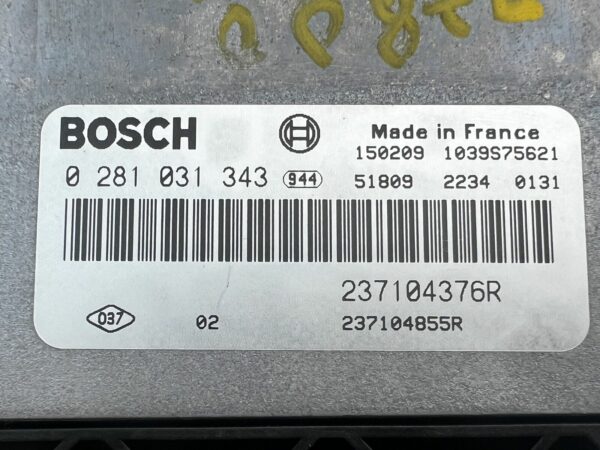 BOSCH
Made in France
150209 1039S75621
0 281 031 343 944 51809 2234 0131
237104376R
037 02 237104855R